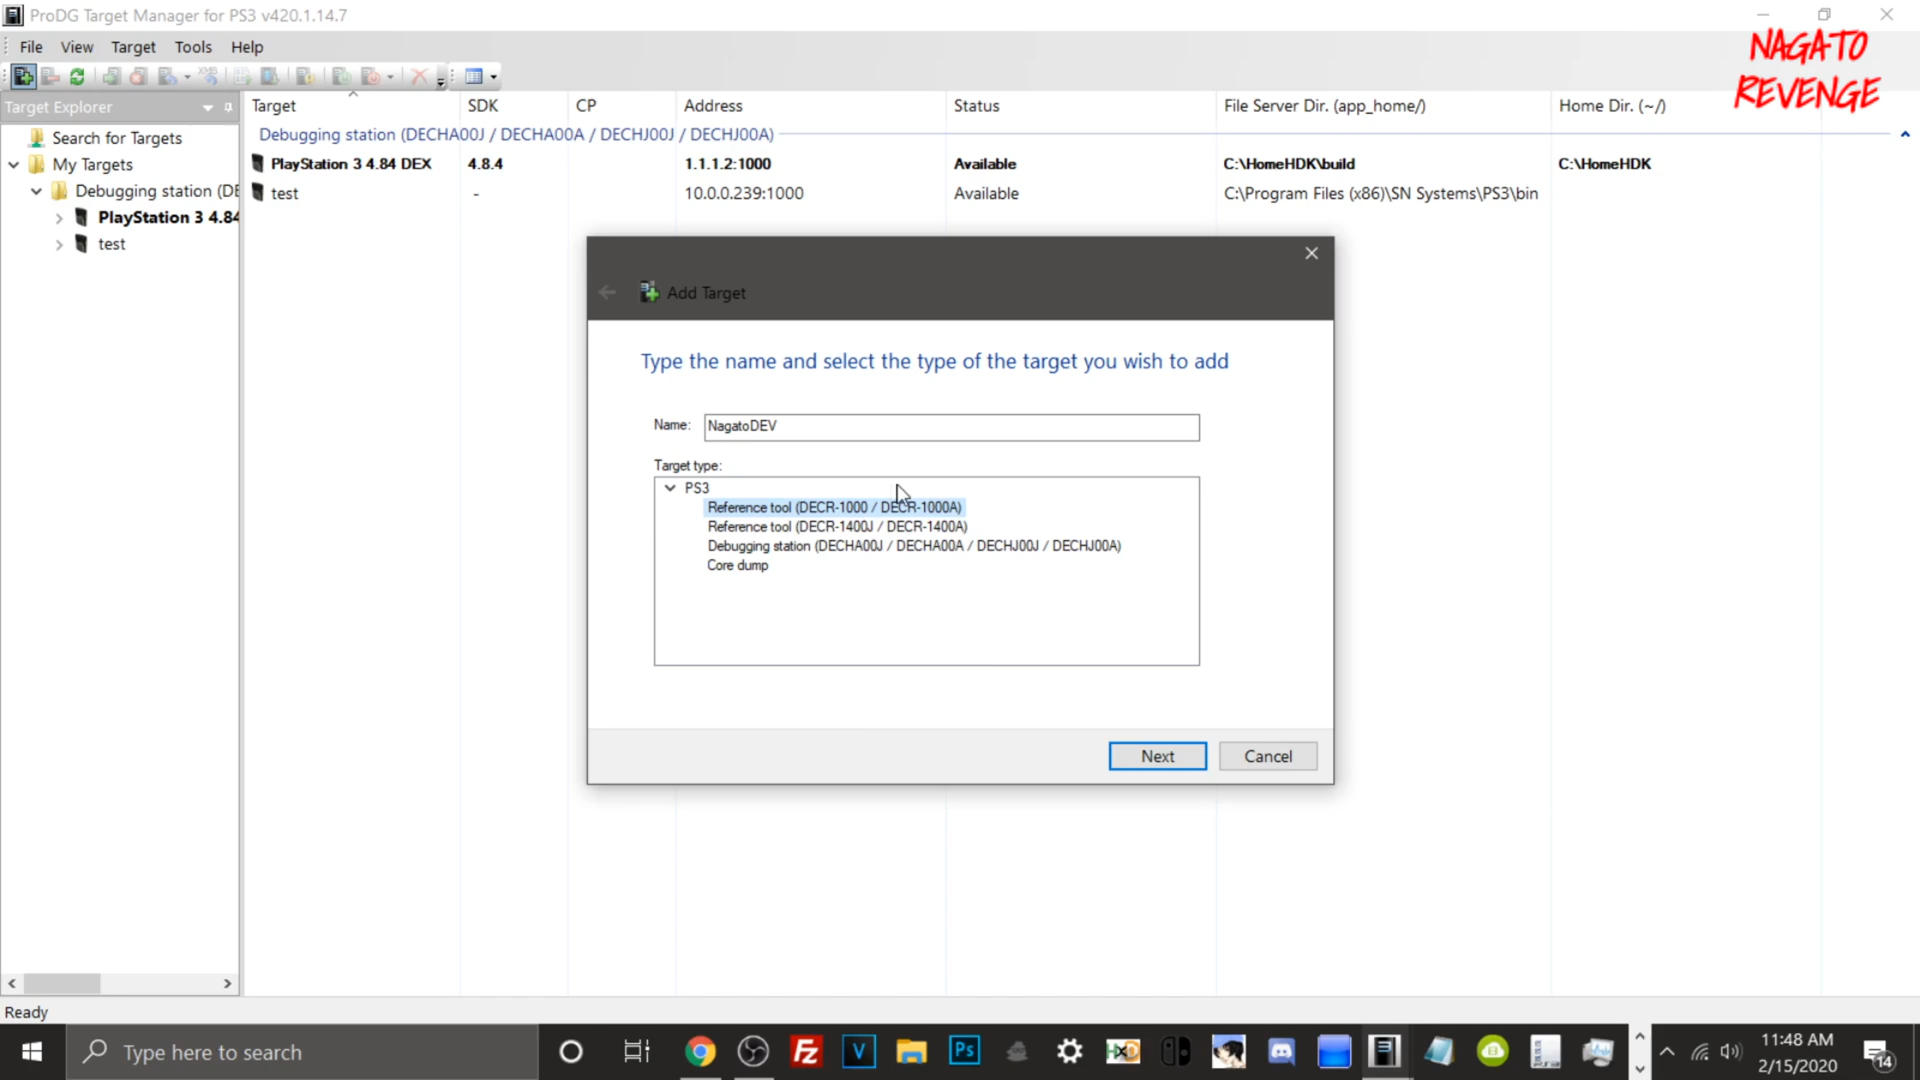 ProDG Target Manager for PS3 v420.1.14.7
File View Target Tools Help
NAGATO
REVENGE
Target Explorer
Search for Targets
My Targets
Debugging station (DE
PlayStation 3 4.84
test
Target SDK CP Address Status File Server Dir. (app_home/) Home Dir. (~/)
Debugging station (DECHA00J / DECHA00A / DECHJ00J / DECHJ00A)
PlayStation 3 4.84 DEX 4.8.4 1.1.1.2:1000 Available C:\HomeHDK\build C:\HomeHDK
test - 10.0.0.239:1000 Available C:\Program Files (x86)\SN Systems\PS3\bin
Add Target
Type the name and select the type of the target you wish to add
Name: NagatoDEV
Target type:
PS3
Reference tool (DECR-1000 / DECR-1000A)
Reference tool (DECR-1400J / DECR-1400A)
Debugging station (DECHA00J / DECHA00A / DECHJ00J / DECHJ00A)
Core dump
Next Cancel
Ready
Type here to search
Fz V Ps HxD
11:48 AM
2/15/2020
14